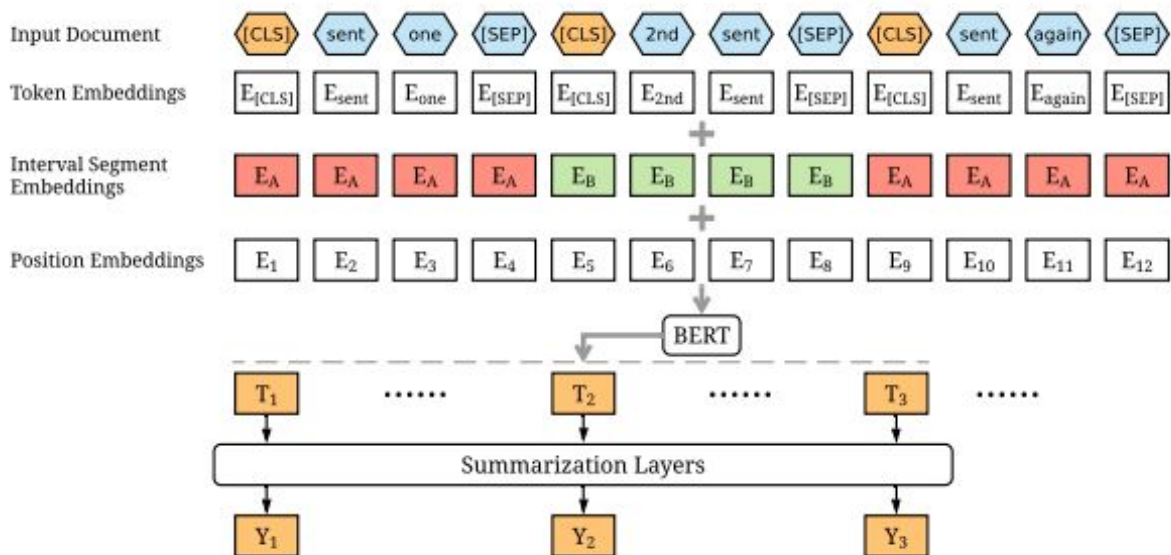 Input Document [CLS] sent one [SEP] [CLS] 2nd sent [SEP] [CLS] sent again [SEP]
Token Embeddings E[CLS] Esent Eone E[SEP] E[CLS] E2nd Esent E[SEP] E[CLS] Esent Eagain E[SEP]
+
Interval Segment
Embeddings EA EA EA EA EB EB EB EB EA EA EA EA
+
Position Embeddings E1 E2 E3 E4 E5 E6 E7 E8 E9 E10 E11 E12
BERT
T1 ...... T2 ...... T3 ......
Summarization Layers
Y1 Y2 Y3